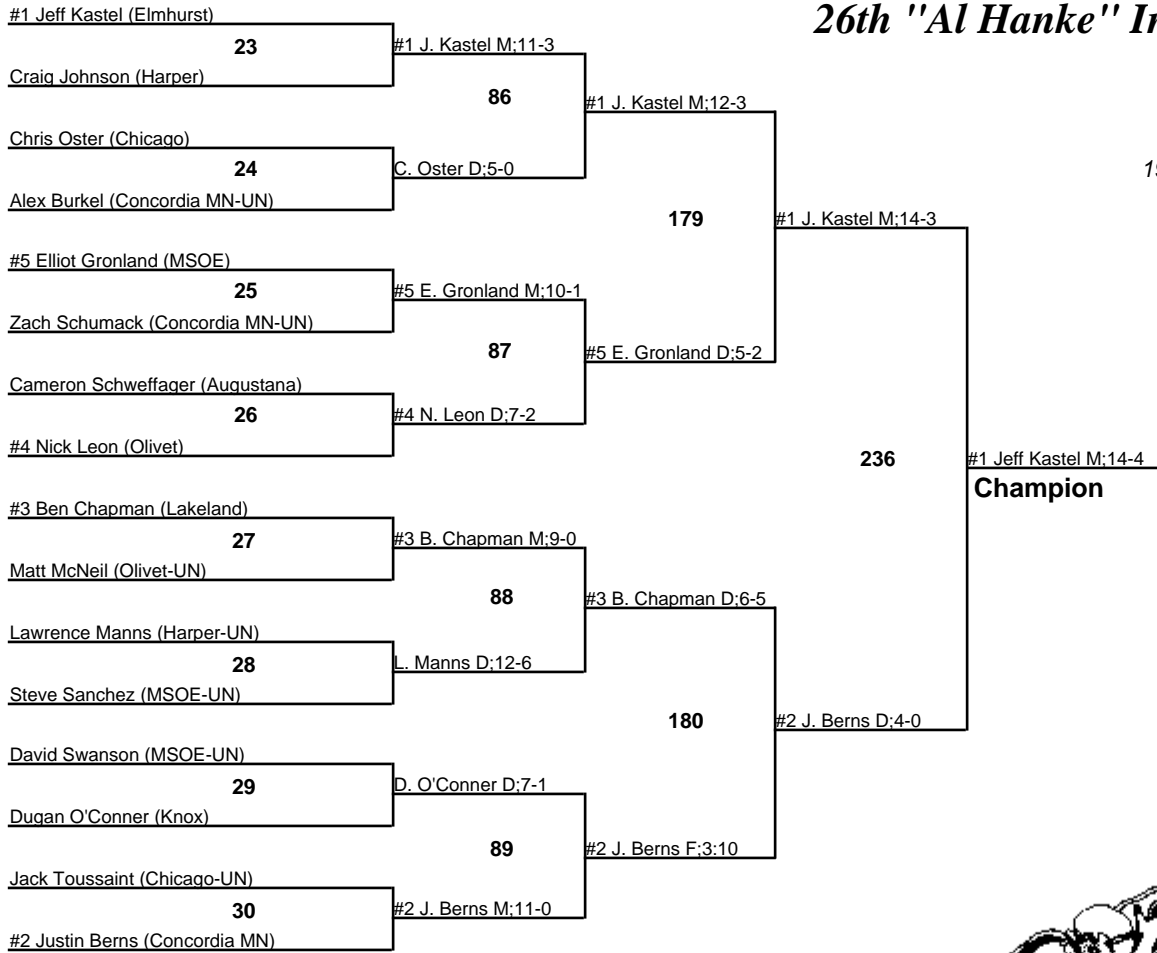 26th "Al Hanke" In
#1 Jeff Kastel (Elmhurst)
23
#1 J. Kastel M;11-3
Craig Johnson (Harper)
86
#1 J. Kastel M;12-3
Chris Oster (Chicago)
24
C. Oster D;5-0
19
Alex Burkel (Concordia MN-UN)
179
#1 J. Kastel M;14-3
#5 Elliot Gronland (MSOE)
25
#5 E. Gronland M;10-1
Zach Schumack (Concordia MN-UN)
87
#5 E. Gronland D;5-2
Cameron Schweffager (Augustana)
26
#4 N. Leon D;7-2
#4 Nick Leon (Olivet)
236
#1 Jeff Kastel M;14-4
Champion
#3 Ben Chapman (Lakeland)
27
#3 B. Chapman M;9-0
Matt McNeil (Olivet-UN)
88
#3 B. Chapman D;6-5
Lawrence Manns (Harper-UN)
28
L. Manns D;12-6
Steve Sanchez (MSOE-UN)
180
#2 J. Berns D;4-0
David Swanson (MSOE-UN)
29
D. O'Conner D;7-1
Dugan O'Conner (Knox)
89
#2 J. Berns F;3:10
Jack Toussaint (Chicago-UN)
30
#2 J. Berns M;11-0
#2 Justin Berns (Concordia MN)